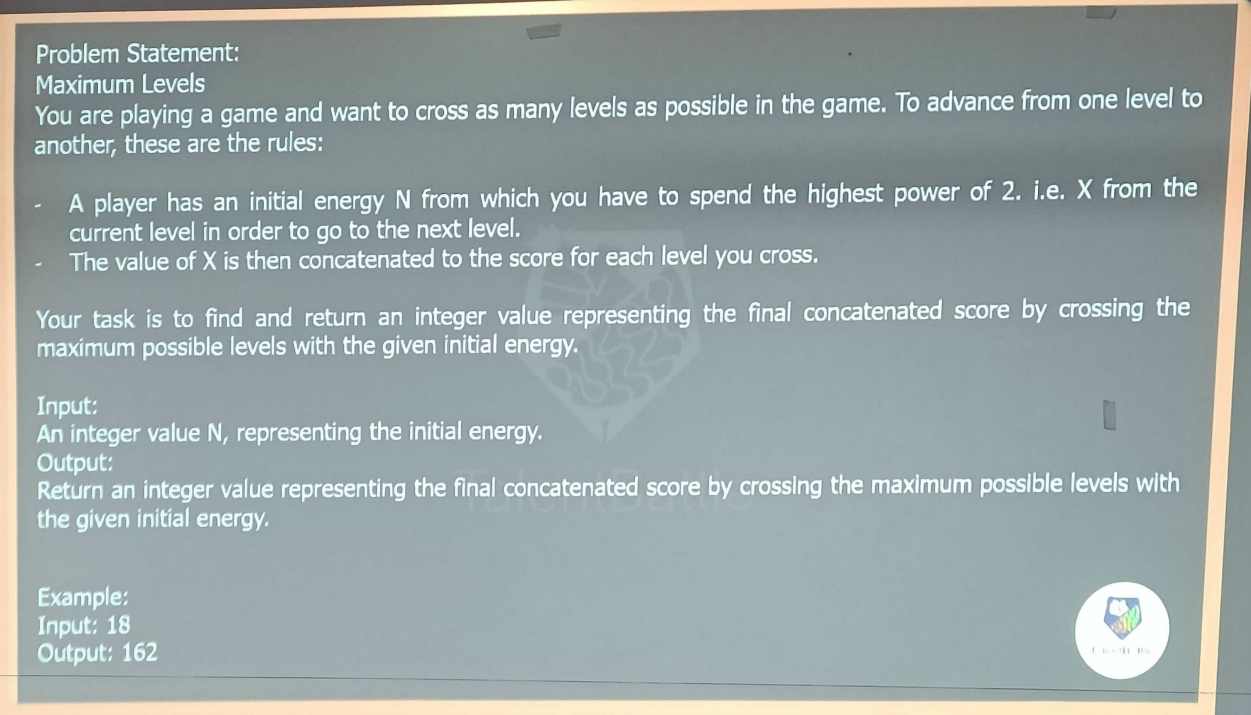 Problem Statement:
Maximum Levels
You are playing a game and want to cross as many levels as possible in the game. To advance from one level to
another, these are the rules:
- A player has an initial energy N from which you have to spend the highest power of 2. i.e. X from the
current level in order to go to the next level.
- The value of X is then concatenated to the score for each level you cross.
Your task is to find and return an integer value representing the final concatenated score by crossing the
maximum possible levels with the given initial energy.
Input:
An integer value N, representing the initial energy.
Output:
TalentBattle
Return an integer value representing the final concatenated score by crossing the maximum possible levels with
the given initial energy.
Example:
Input: 18
Output: 162